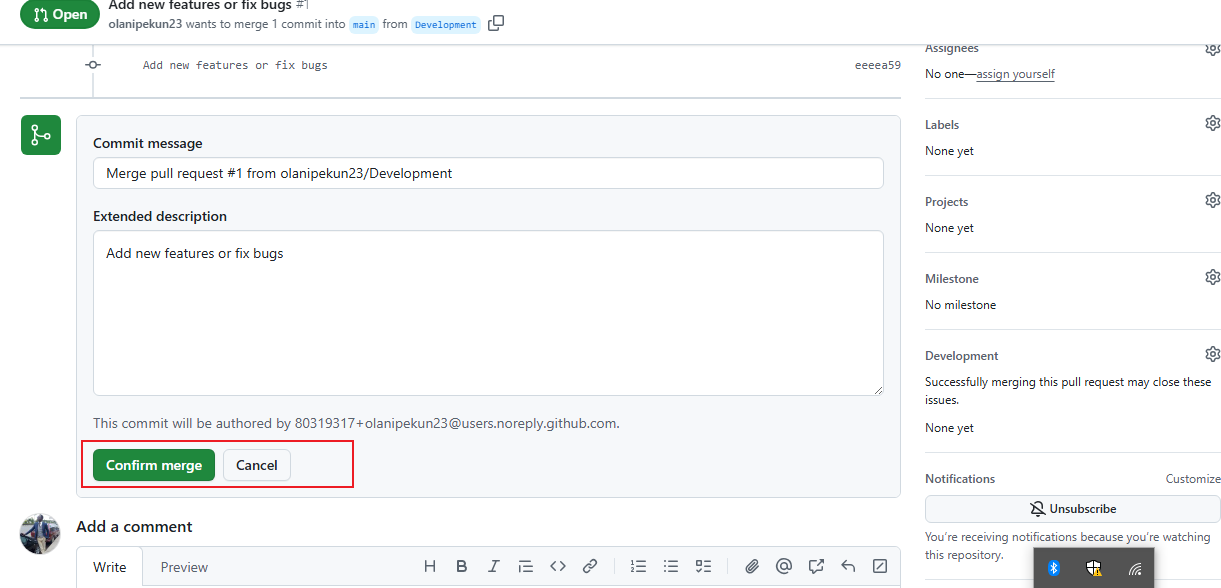 Open
Add new features or fix bugs #1
olanipekun23 wants to merge 1 commit into main from Development
Add new features or fix bugs eeeea59
Commit message
Merge pull request #1 from olanipekun23/Development
Extended description
Add new features or fix bugs
This commit will be authored by 80319317+olanipekun23@users.noreply.github.com.
Confirm merge
Cancel
Add a comment
Write
Preview
Assignees
No one—assign yourself
Labels
None yet
Projects
None yet
Milestone
No milestone
Development
Successfully merging this pull request may close these
issues.
None yet
Notifications
Customize
Unsubscribe
You're receiving notifications because you're watching
this repository.